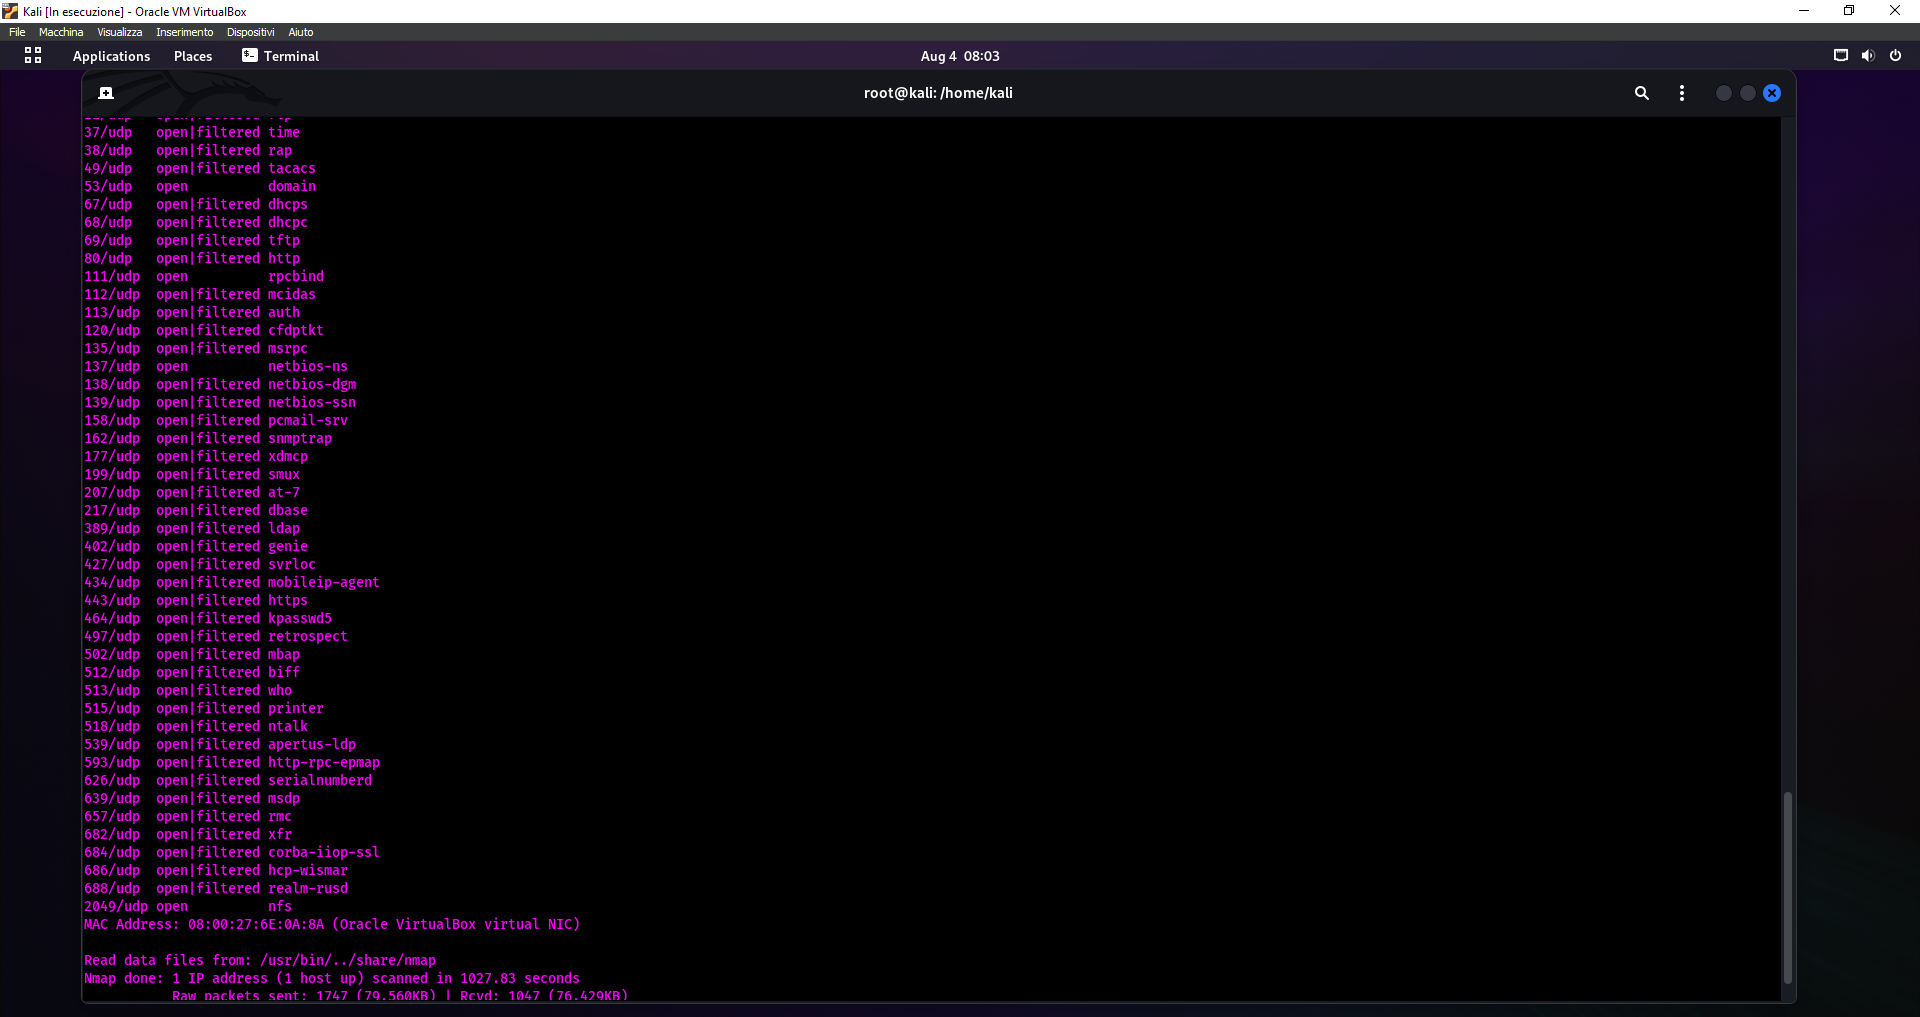 Kali [In esecuzione] - Oracle VM VirtualBox
File Macchina Visualizza Inserimento Dispositivi Aiuto
Applications Places Terminal Aug 4 08:03
root@kali: /home/kali
37/udp open|filtered time
38/udp open|filtered rap
49/udp open|filtered tacacs
53/udp open domain
67/udp open|filtered dhcps
68/udp open|filtered dhcpc
69/udp open|filtered tftp
80/udp open|filtered http
111/udp open rpcbind
112/udp open|filtered mcidas
113/udp open|filtered auth
120/udp open|filtered cfdptkt
135/udp open|filtered msrpc
137/udp open netbios-ns
138/udp open|filtered netbios-dgm
139/udp open|filtered netbios-ssn
158/udp open|filtered pcmail-srv
162/udp open|filtered snmptrap
177/udp open|filtered xdmcp
199/udp open|filtered smux
207/udp open|filtered at-7
217/udp open|filtered dbase
389/udp open|filtered ldap
402/udp open|filtered genie
427/udp open|filtered svrloc
434/udp open|filtered mobileip-agent
443/udp open|filtered https
464/udp open|filtered kpasswd5
497/udp open|filtered retrospect
502/udp open|filtered mbap
512/udp open|filtered biff
513/udp open|filtered who
515/udp open|filtered printer
518/udp open|filtered ntalk
539/udp open|filtered apertus-ldp
593/udp open|filtered http-rpc-epmap
626/udp open|filtered serialnumberd
639/udp open|filtered msdp
657/udp open|filtered rmc
682/udp open|filtered xfr
684/udp open|filtered corba-iiop-ssl
686/udp open|filtered hcp-wismar
688/udp open|filtered realm-rusd
2049/udp open nfs
MAC Address: 08:00:27:6E:0A:8A (Oracle VirtualBox virtual NIC)
Read data files from: /usr/bin/../share/nmap
Nmap done: 1 IP address (1 host up) scanned in 1027.83 seconds
Raw packets sent: 1747 (79.560KB) | Rcvd: 1047 (76.429KB)